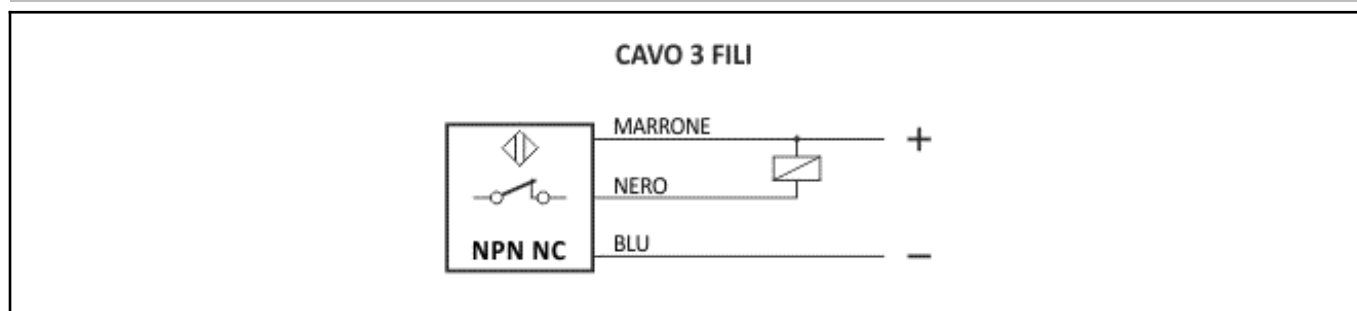 CAVO 3 FILI
MARRONE
+
NERO
NPN NC
BLU
−